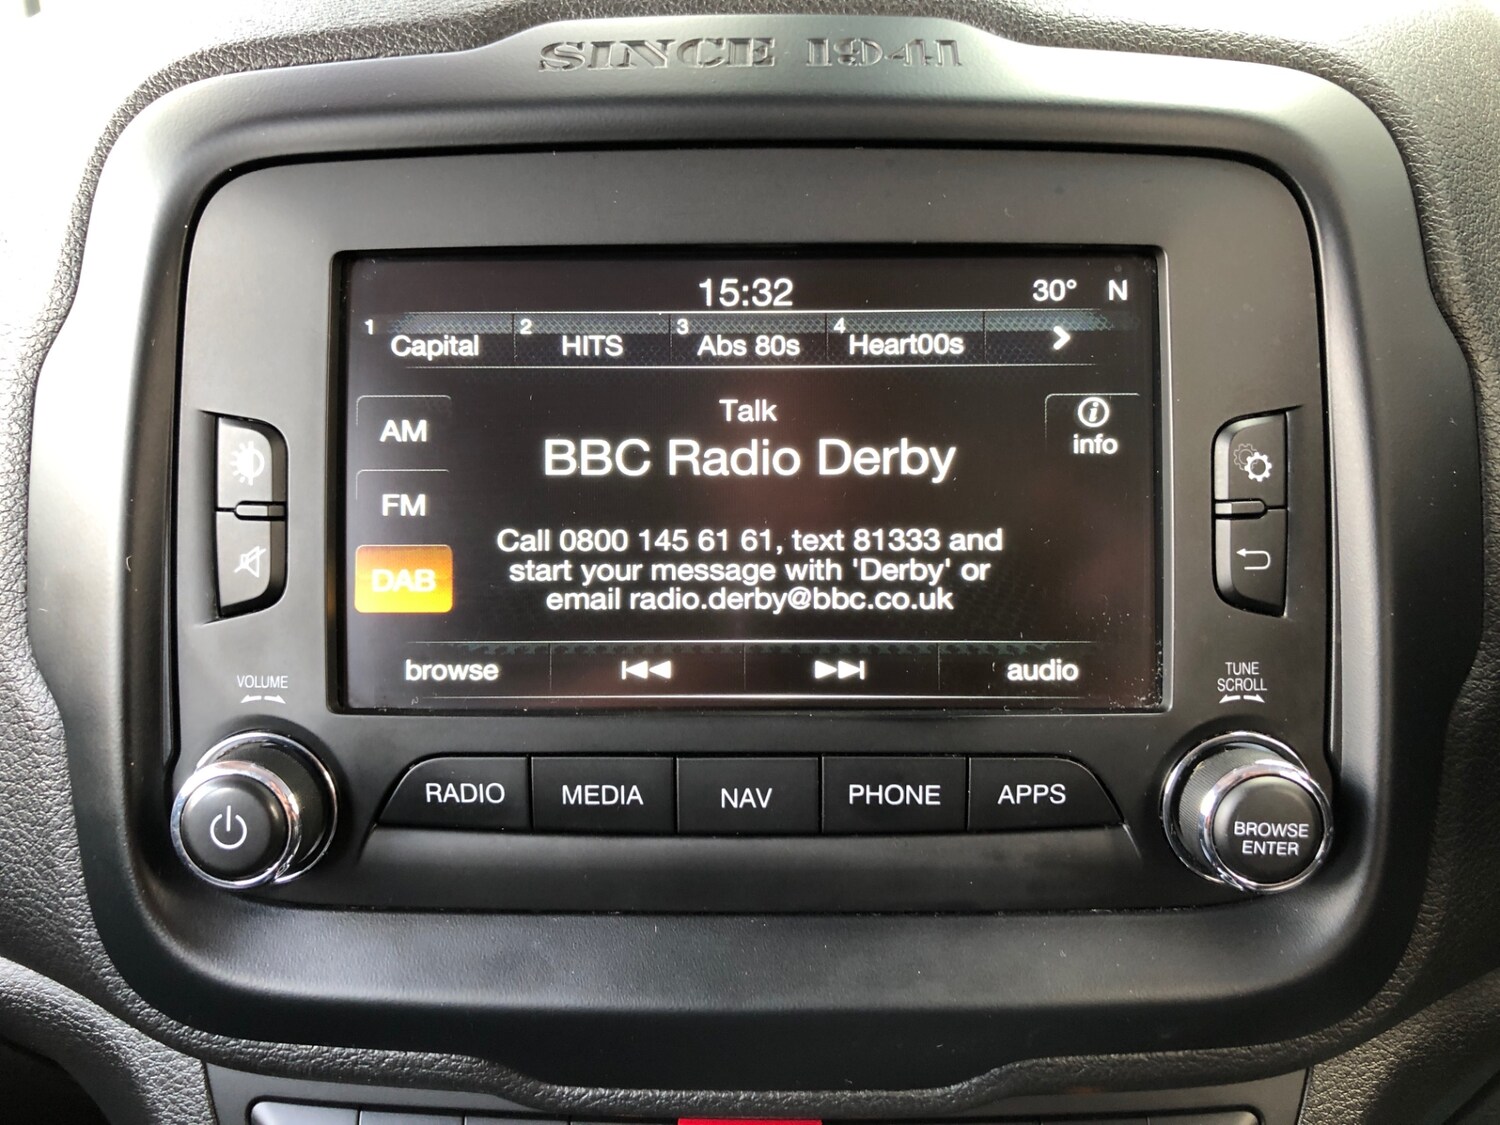 SINCE 1941
15:32 30° N
1 Capital 2 HITS 3 Abs 80s 4 Heart00s
Talk
BBC Radio Derby
info
AM
FM
DAB
Call 0800 145 61 61, text 81333 and
start your message with 'Derby' or
email radio.derby@bbc.co.uk
browse audio
VOLUME
TUNE
SCROLL
RADIO MEDIA NAV PHONE APPS
BROWSE
ENTER